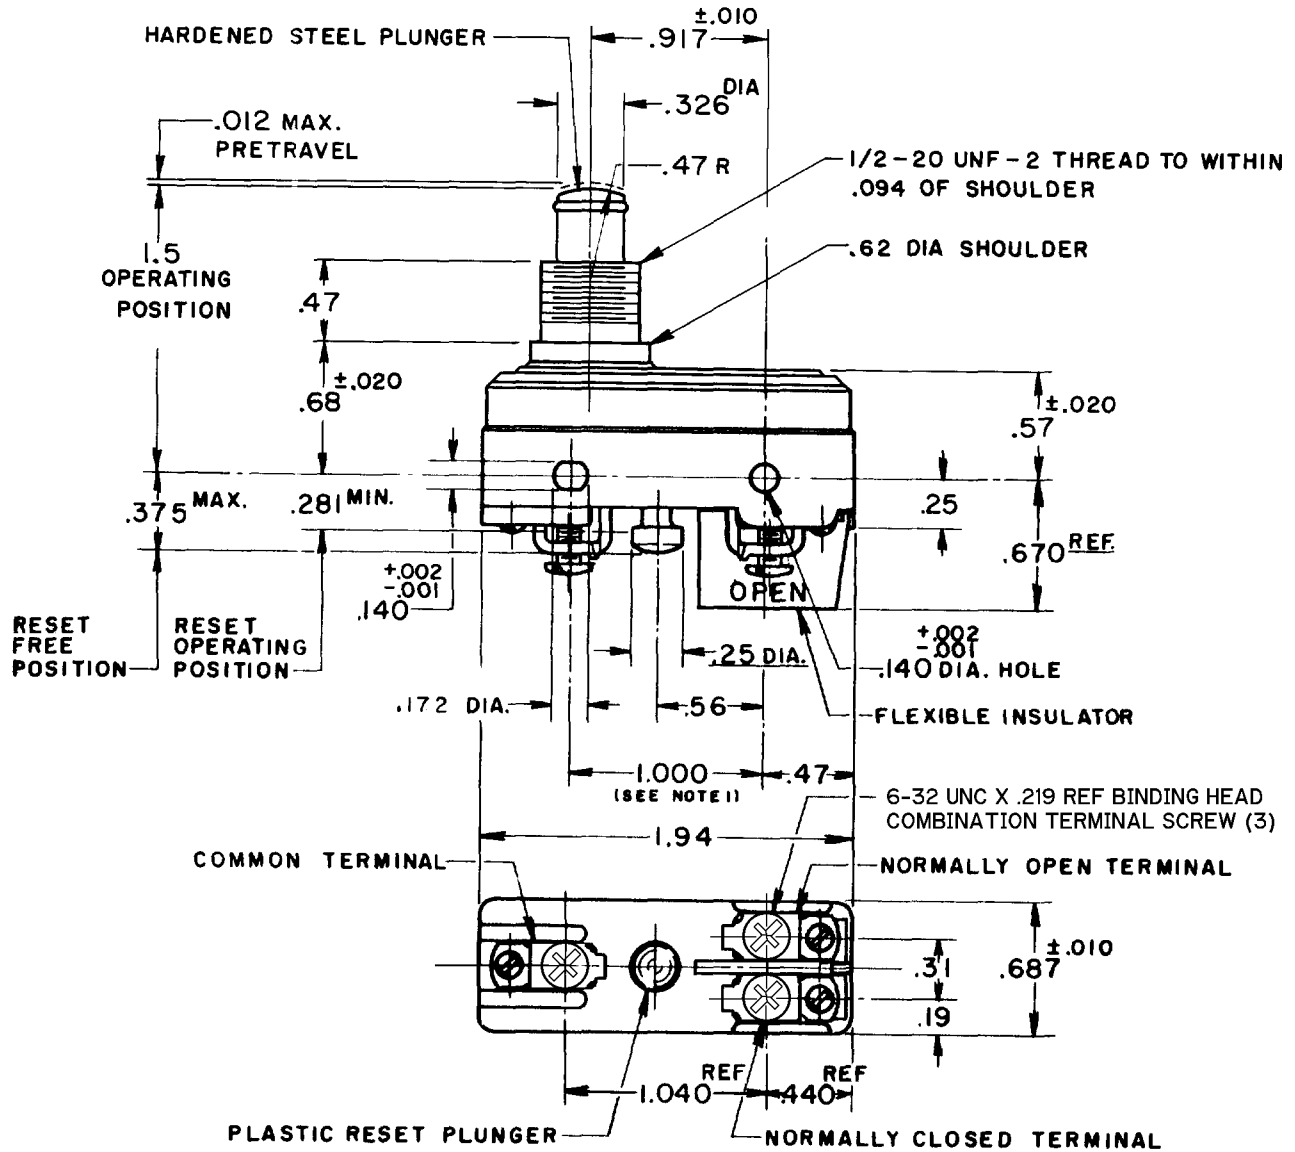 ±.010
HARDENED STEEL PLUNGER
.917
DIA
.326
.012 MAX.
PRETRAVEL
.47 R
1/2-20 UNF-2 THREAD TO WITHIN
.094 OF SHOULDER
1.5
OPERATING
POSITION
.62 DIA SHOULDER
.47
±.020
.68
±.020
.57
.375 MAX.
.281 MIN.
.25
.670 REF.
+.002
-.001
.140
OPEN
RESET
FREE
POSITION
RESET
OPERATING
POSITION
.25 DIA.
+.002
-.001
.140 DIA. HOLE
.172 DIA.
.56
FLEXIBLE INSULATOR
1.000
(SEE NOTE 1)
.47
6-32 UNC X .219 REF BINDING HEAD
COMBINATION TERMINAL SCREW (3)
1.94
COMMON TERMINAL
NORMALLY OPEN TERMINAL
.31
±.010
.687
.19
REF
1.040
REF
.440
PLASTIC RESET PLUNGER
NORMALLY CLOSED TERMINAL